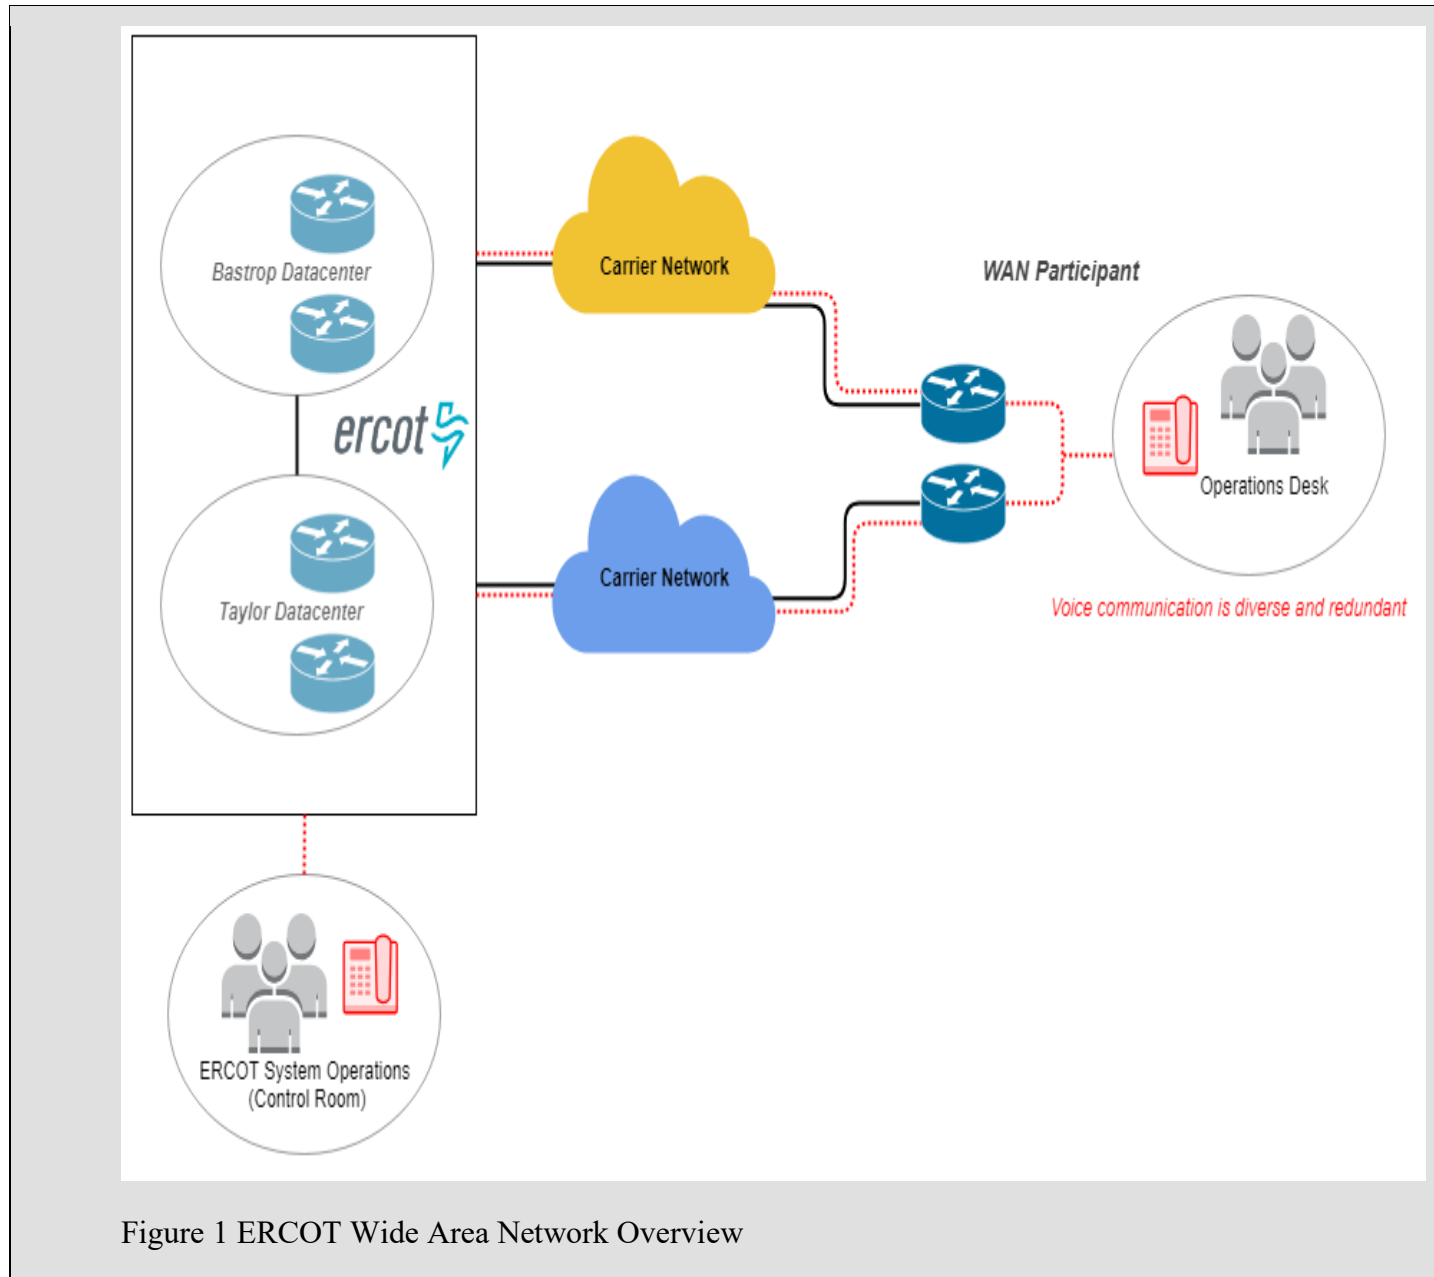 Bastrop Datacenter
Carrier Network
WAN Participant
ercot
Operations Desk
Taylor Datacenter
Carrier Network
Voice communication is diverse and redundant
ERCOT System Operations
(Control Room)
Figure 1 ERCOT Wide Area Network Overview